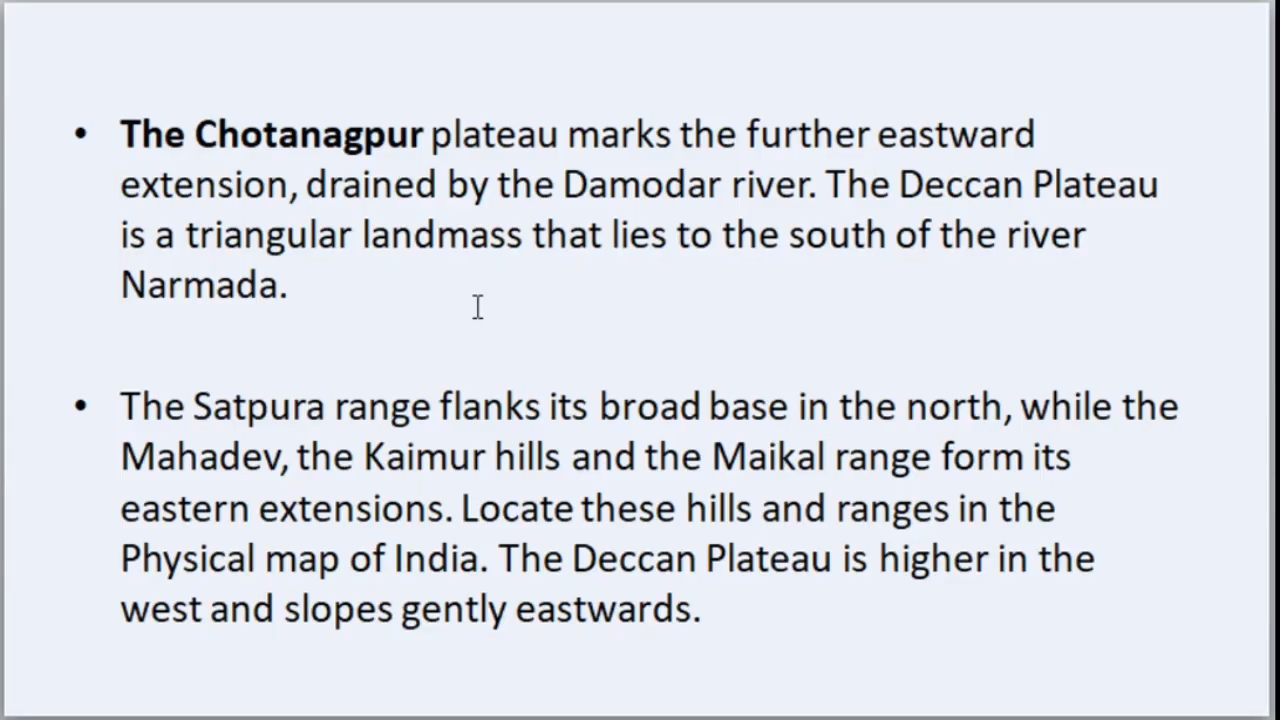 • The Chotanagpur plateau marks the further eastward
extension, drained by the Damodar river. The Deccan Plateau
is a triangular landmass that lies to the south of the river
Narmada.
• The Satpura range flanks its broad base in the north, while the
Mahadev, the Kaimur hills and the Maikal range form its
eastern extensions. Locate these hills and ranges in the
Physical map of India. The Deccan Plateau is higher in the
west and slopes gently eastwards.